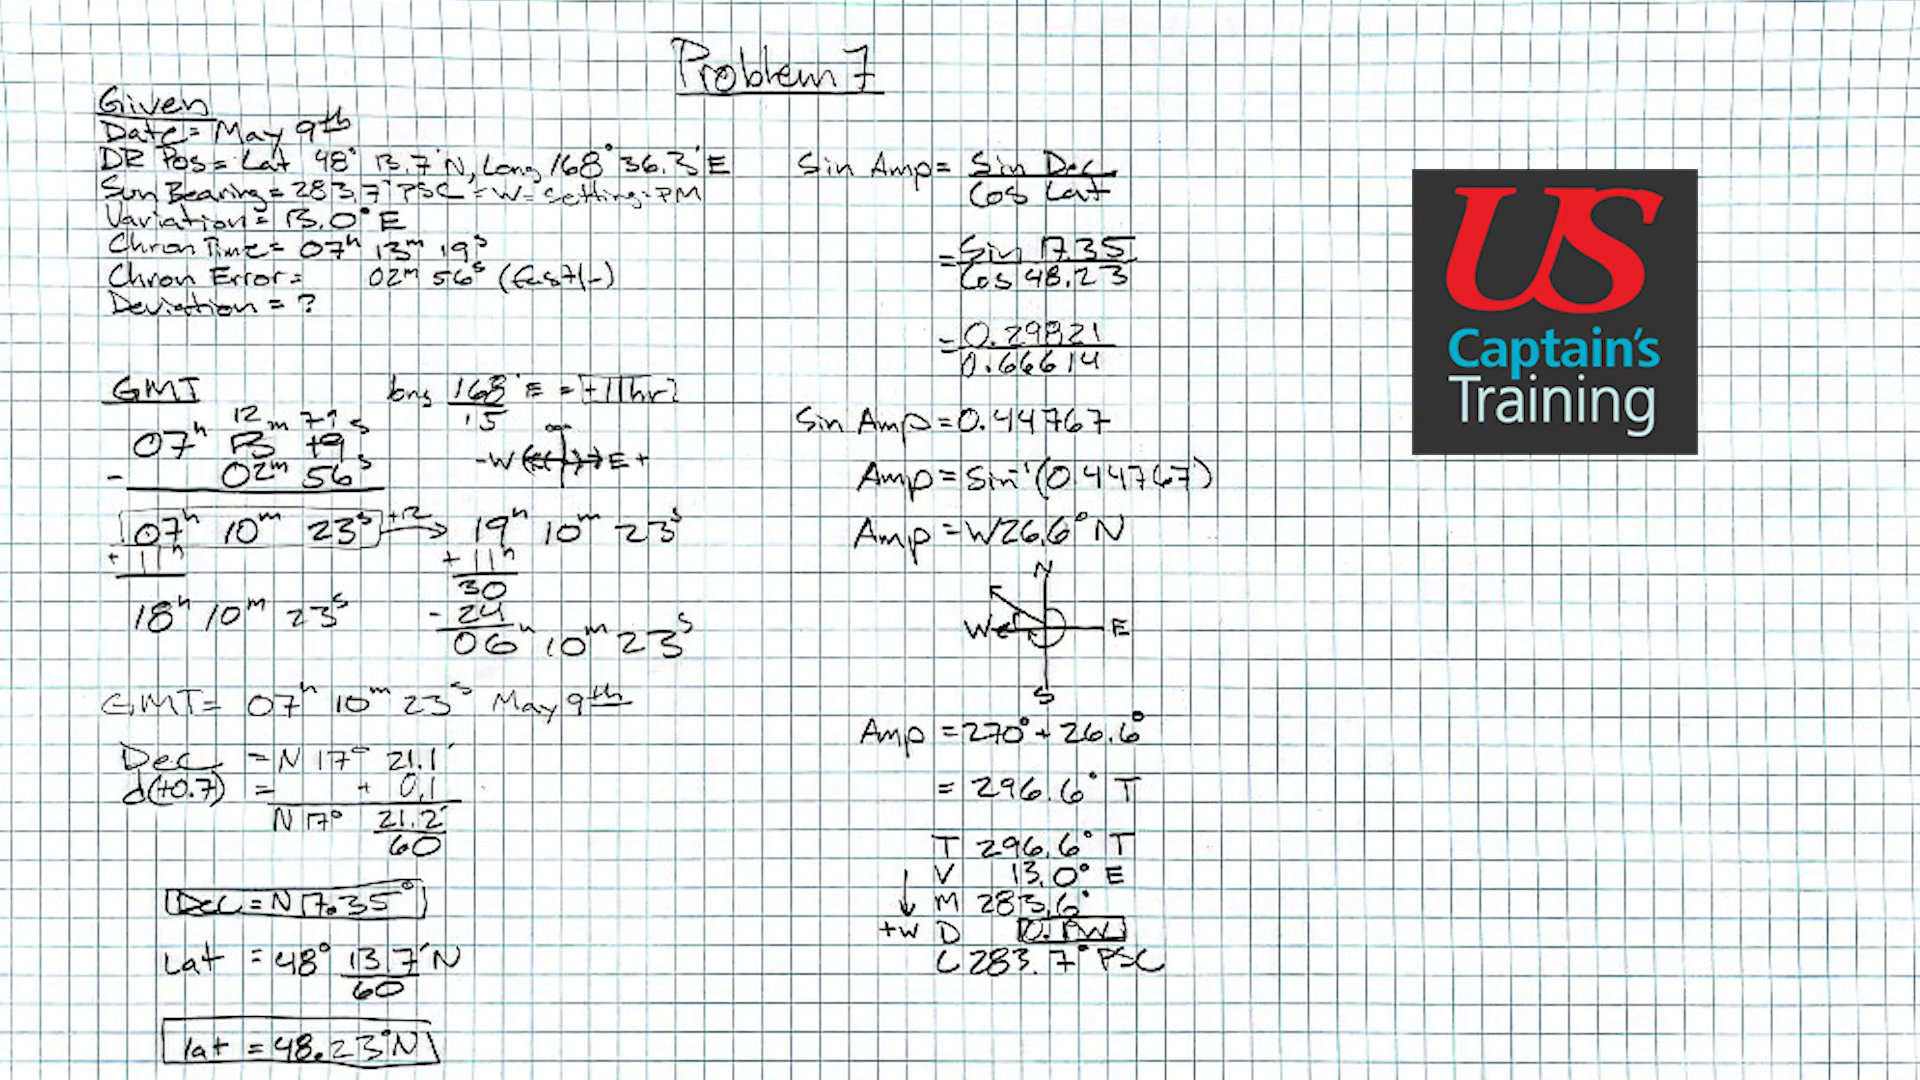 Problem 7
Given
Date = May 9th
DR Pos = Lat 48° 13.7' N, Long 168° 36.3' E
Sun Bearing = 283.7° PSC = W = Setting = PM
Variation = 13.0° E
Chron Time = 07h 13m 19s
Chron Error = 02m 56s (fast/-)
Deviation = ?
GMT
long 168° E = +11hr
15
12m 79s
07h 13 19
- 02m 56s
-W E +
07h 10m 23s +12 → 19h 10m 23s
+ 11h
+ 11h
30
18h 10m 23s
- 24
06h 10m 23s
GMT = 07h 10m 23s May 9th
Dec = N 17° 21.1'
d(+0.7) = + 0.1
N 17° 21.2'
60
Dec = N 17.35°
Lat = 48° 13.7' N
60
lat = 48.23° N
Sin Amp = Sin Dec
Cos Lat
= Sin 17.35
Cos 48.23
= 0.29821
0.66614
Sin Amp = 0.44767
Amp = Sin⁻¹(0.44767)
Amp = W26.6° N
N
W E
S
Amp = 270° + 26.6°
= 296.6° T
T 296.6° T
↓ V 13.0° E
M 283.6°
+W D 0.1°W
C 283.7° PSC
US
Captain's
Training